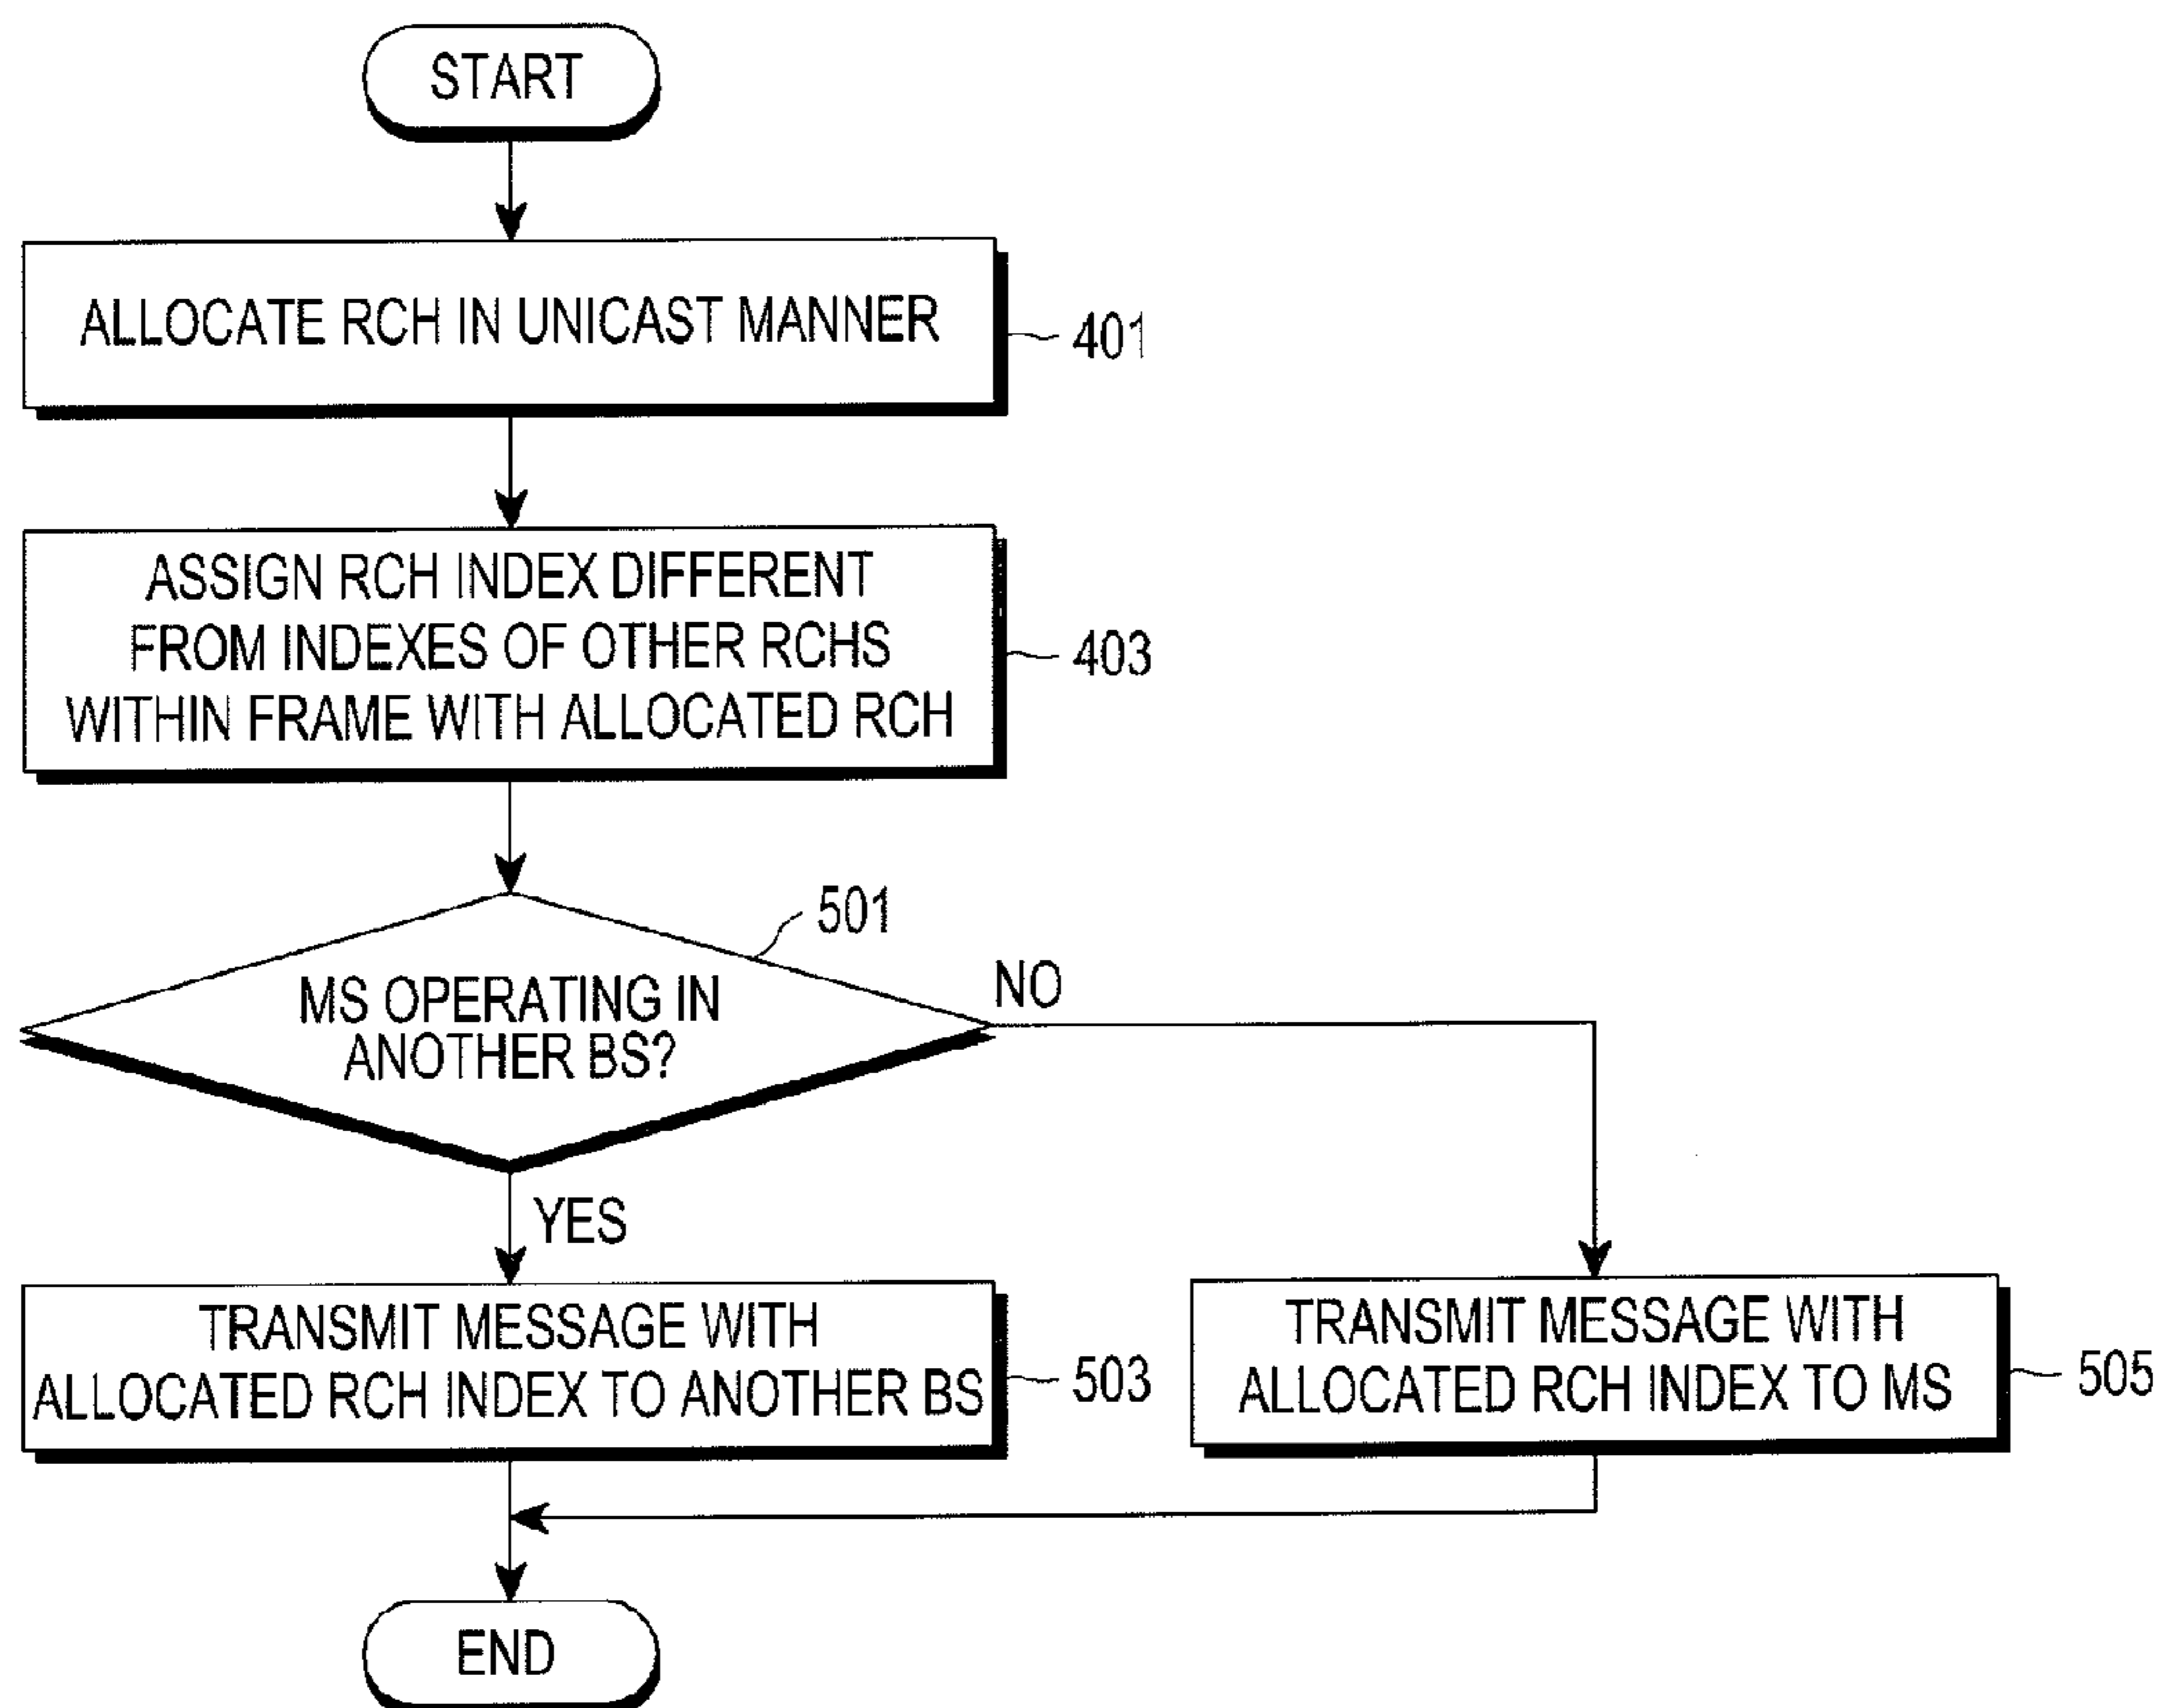 START
ALLOCATE RCH IN UNICAST MANNER
401
ASSIGN RCH INDEX DIFFERENT
FROM INDEXES OF OTHER RCHS
WITHIN FRAME WITH ALLOCATED RCH
403
501
MS OPERATING IN
ANOTHER BS?
NO
YES
TRANSMIT MESSAGE WITH
ALLOCATED RCH INDEX TO ANOTHER BS
503
TRANSMIT MESSAGE WITH
ALLOCATED RCH INDEX TO MS
505
END